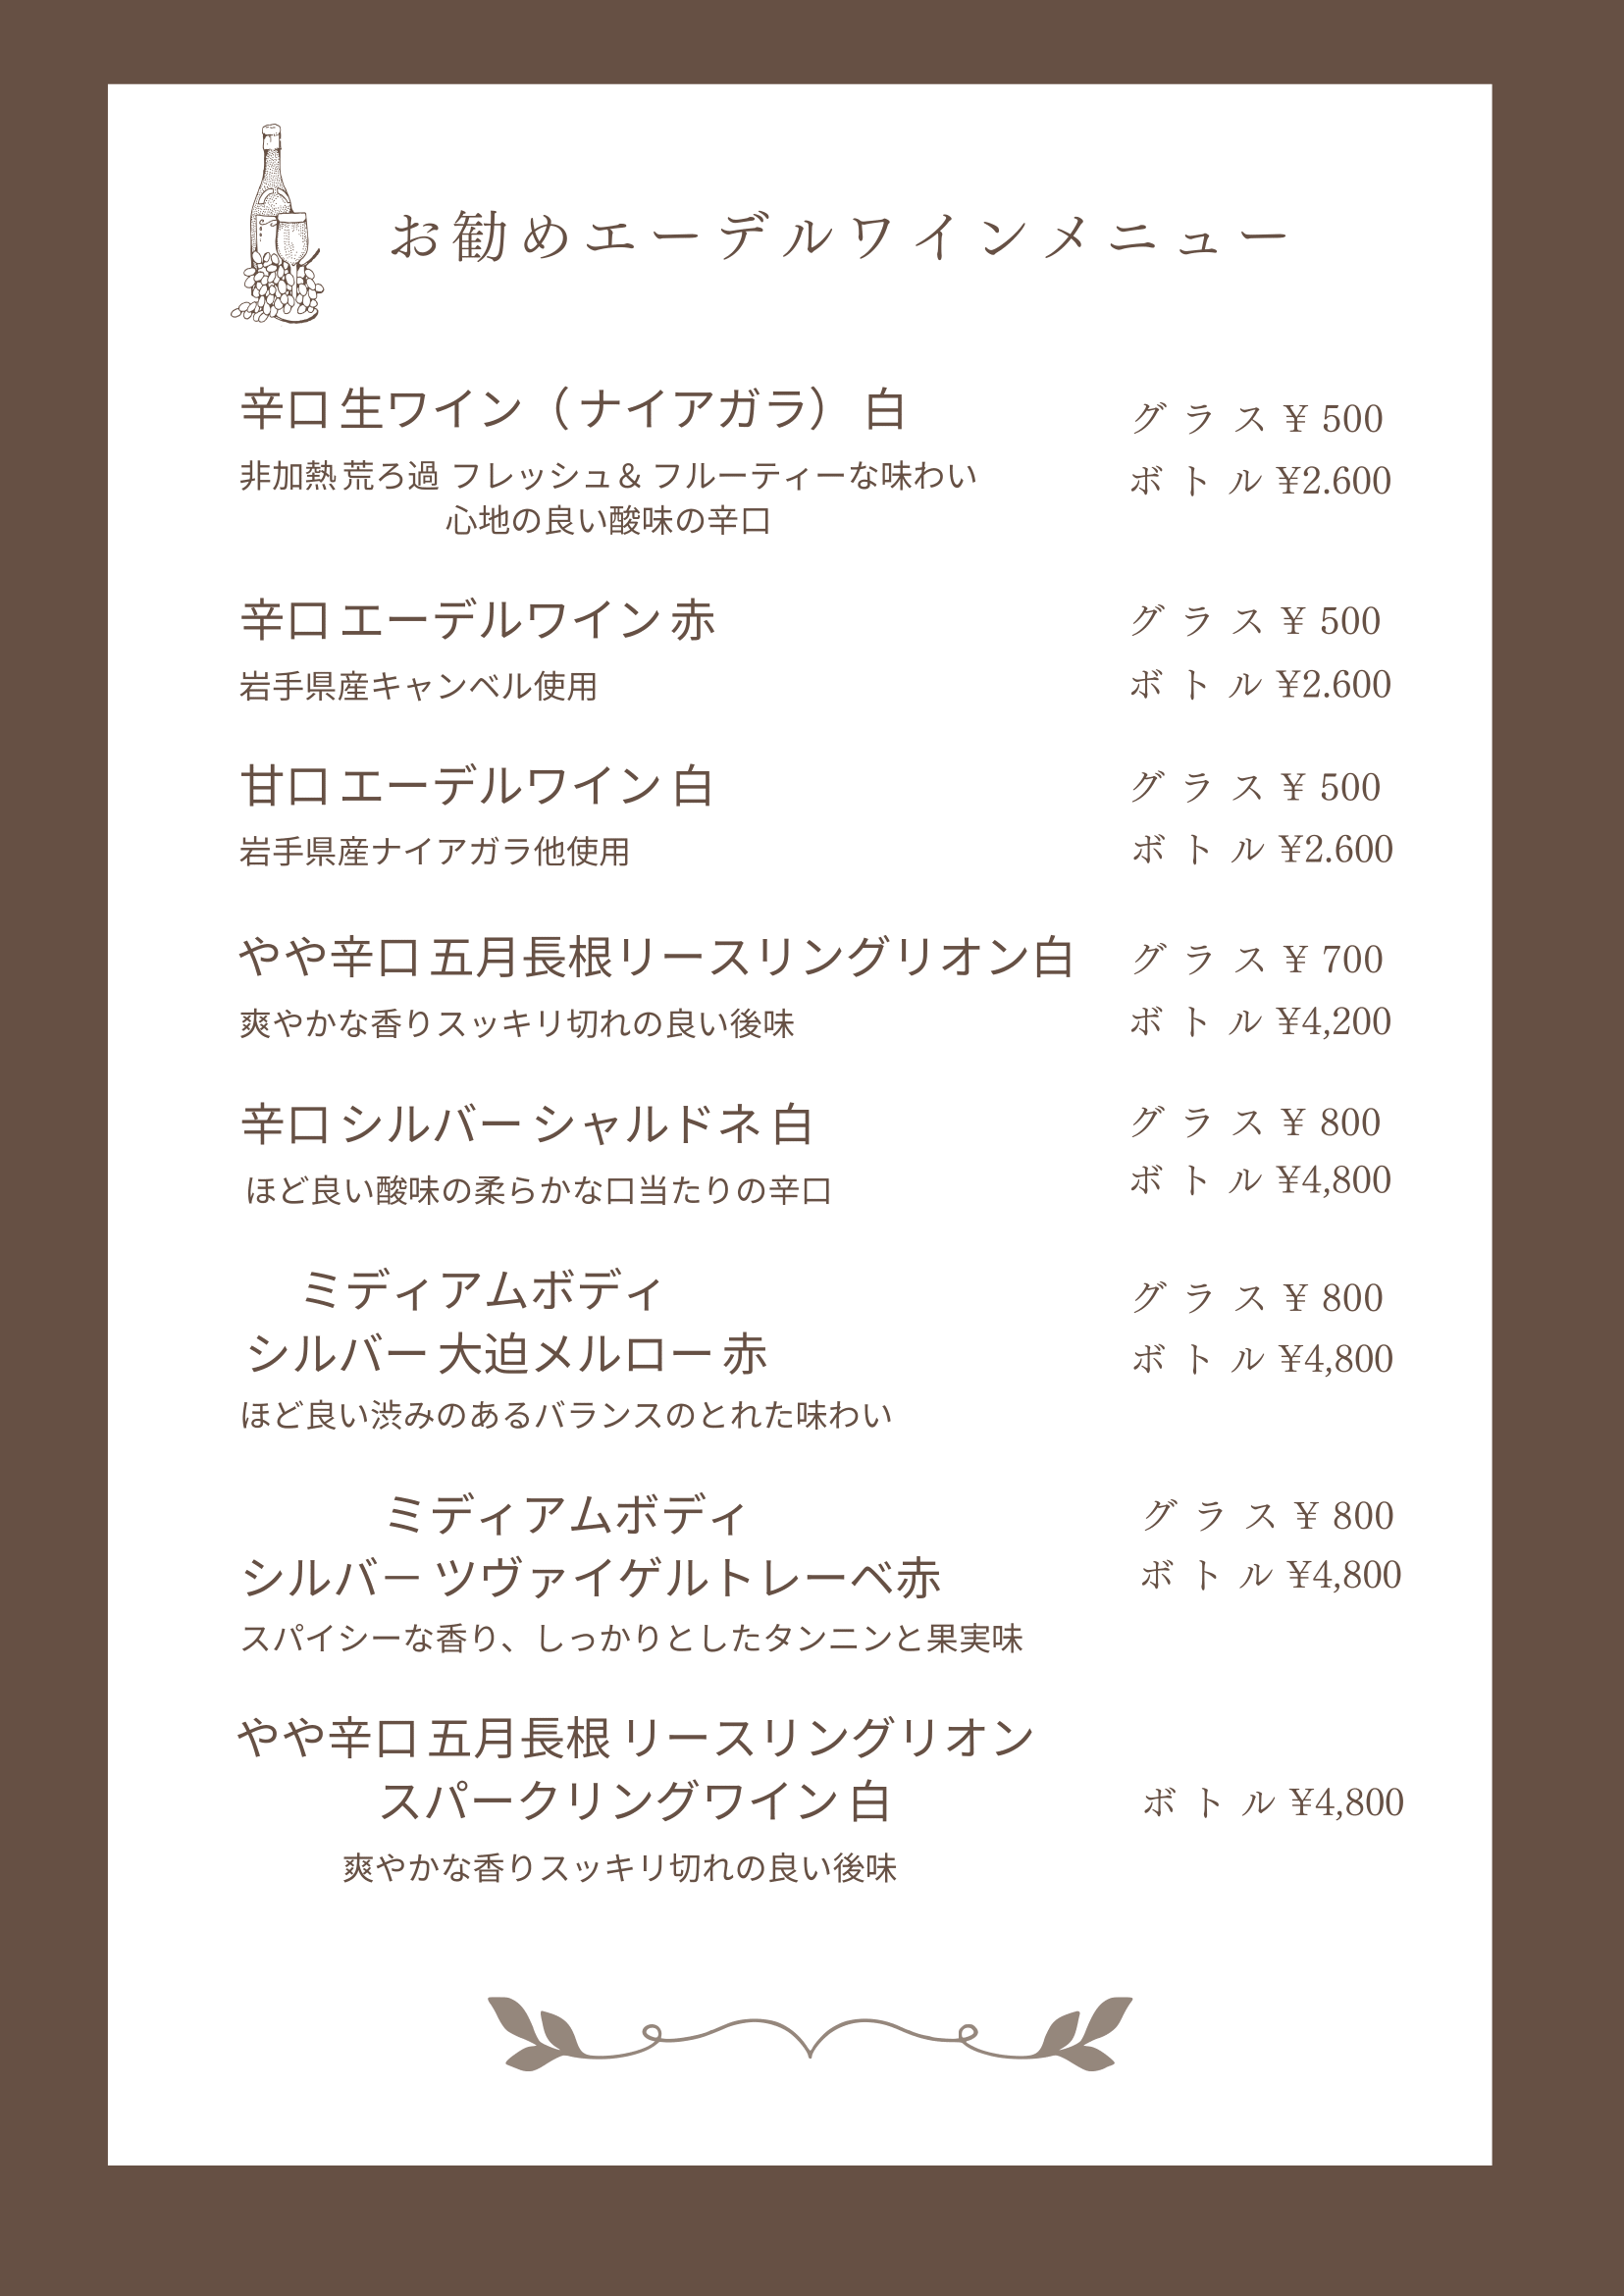 お勧めエーデルワインメニュー
辛口 生ワイン（ナイアガラ） 白
グラス ¥ 500
非加熱 荒ろ過 フレッシュ＆ フルーティーな味わい
ボトル ¥2.600
心地の良い酸味の辛口
辛口 エーデルワイン 赤
グラス ¥ 500
岩手県産キャンベル使用
ボトル ¥2.600
甘口 エーデルワイン 白
グラス ¥ 500
岩手県産ナイアガラ他使用
ボトル ¥2.600
やや辛口 五月長根リースリングリオン白
グラス ¥ 700
爽やかな香りスッキリ切れの良い後味
ボトル ¥4,200
辛口 シルバー シャルドネ 白
グラス ¥ 800
ほど良い酸味の柔らかな口当たりの辛口
ボトル ¥4,800
ミディアムボディ
グラス ¥ 800
シルバー 大迫メルロー 赤
ボトル ¥4,800
ほど良い渋みのあるバランスのとれた味わい
ミディアムボディ
グラス ¥ 800
シルバー ツヴァイゲルトレーベ赤
ボトル ¥4,800
スパイシーな香り、しっかりとしたタンニンと果実味
やや辛口 五月長根 リースリングリオン
スパークリングワイン 白
ボトル ¥4,800
爽やかな香りスッキリ切れの良い後味